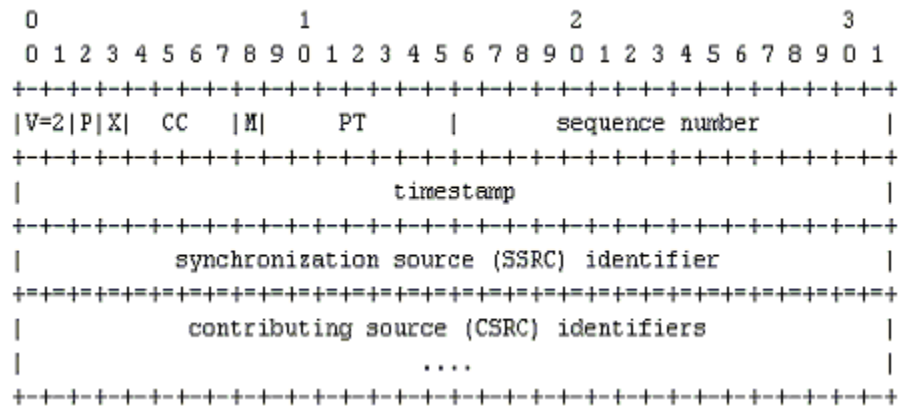 0                   1                   2                   3
0 1 2 3 4 5 6 7 8 9 0 1 2 3 4 5 6 7 8 9 0 1 2 3 4 5 6 7 8 9 0 1
+-+-+-+-+-+-+-+-+-+-+-+-+-+-+-+-+-+-+-+-+-+-+-+-+-+-+-+-+-+-+-+-+
|V=2|P|X|  CC   |M|     PT      |       sequence number         |
+-+-+-+-+-+-+-+-+-+-+-+-+-+-+-+-+-+-+-+-+-+-+-+-+-+-+-+-+-+-+-+-+
|                           timestamp                           |
+-+-+-+-+-+-+-+-+-+-+-+-+-+-+-+-+-+-+-+-+-+-+-+-+-+-+-+-+-+-+-+-+
|           synchronization source (SSRC) identifier            |
+=+=+=+=+=+=+=+=+=+=+=+=+=+=+=+=+=+=+=+=+=+=+=+=+=+=+=+=+=+=+=+=+
|            contributing source (CSRC) identifiers             |
|                             ....                              |
+-+-+-+-+-+-+-+-+-+-+-+-+-+-+-+-+-+-+-+-+-+-+-+-+-+-+-+-+-+-+-+-+